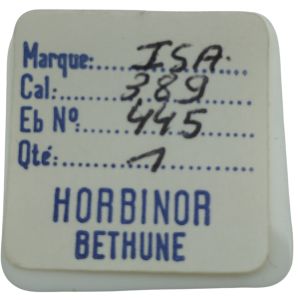 Marque: ISA.
Cal: 389
Eb Nº: 445
Qté: 1
HORBINOR
BETHUNE